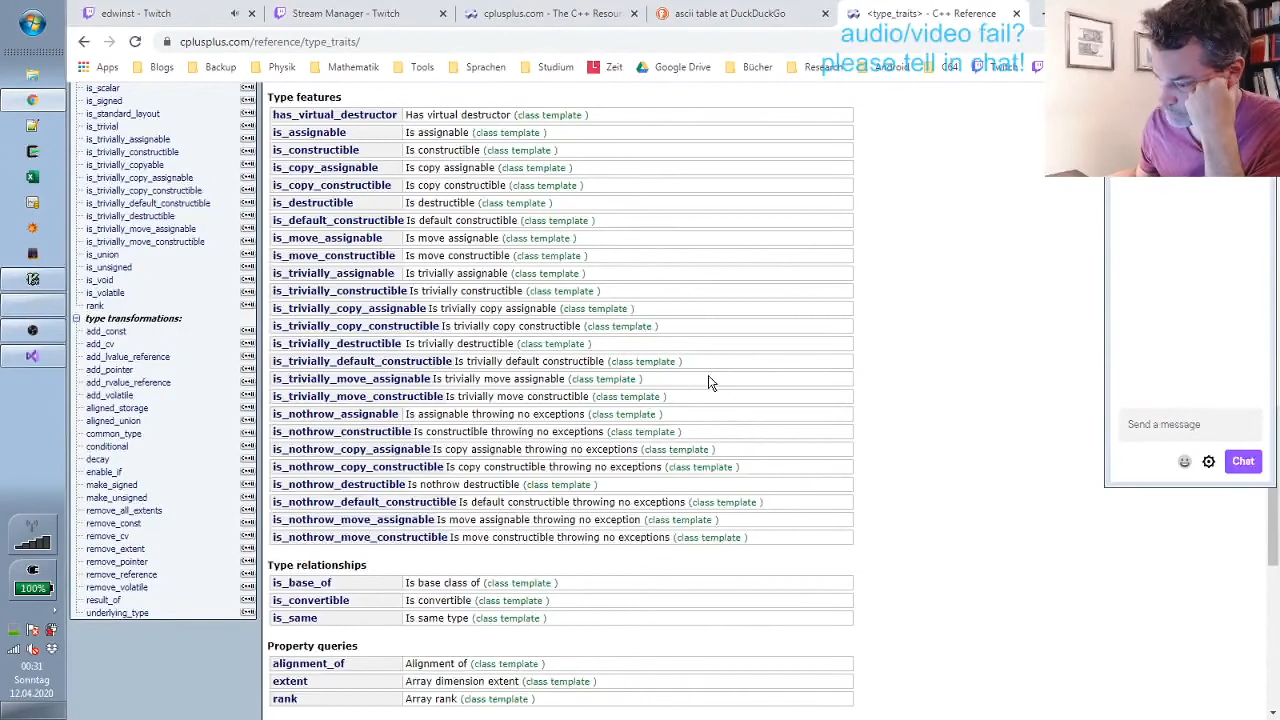 edwinst - Twitch
Stream Manager - Twitch
cplusplus.com - The C++ Resour
ascii table at DuckDuckGo
<type_traits> - C++ Reference
cplusplus.com/reference/type_traits/
audio/video fail?
please tell in chat!
Apps
Blogs
Backup
Physik
Mathematik
Tools
Sprachen
Studium
Zeit
Google Drive
Bücher
Research
Android
C64
Twitch
is_scalar
is_signed
is_standard_layout
is_trivial
is_trivially_assignable
is_trivially_constructible
is_trivially_copyable
is_trivially_copy_assignable
is_trivially_copy_constructible
is_trivially_default_constructible
is_trivially_destructible
is_trivially_move_assignable
is_trivially_move_constructible
is_union
is_unsigned
is_void
is_volatile
rank
type transformations:
add_const
add_cv
add_lvalue_reference
add_pointer
add_rvalue_reference
add_volatile
aligned_storage
aligned_union
common_type
conditional
decay
enable_if
make_signed
make_unsigned
remove_all_extents
remove_const
remove_cv
remove_extent
remove_pointer
remove_reference
remove_volatile
result_of
underlying_type
Type features
has_virtual_destructor Has virtual destructor (class template )
is_assignable Is assignable (class template )
is_constructible Is constructible (class template )
is_copy_assignable Is copy assignable (class template )
is_copy_constructible Is copy constructible (class template )
is_destructible Is destructible (class template )
is_default_constructible Is default constructible (class template )
is_move_assignable Is move assignable (class template )
is_move_constructible Is move constructible (class template )
is_trivially_assignable Is trivially assignable (class template )
is_trivially_constructible Is trivially constructible (class template )
is_trivially_copy_assignable Is trivially copy assignable (class template )
is_trivially_copy_constructible Is trivially copy constructible (class template )
is_trivially_destructible Is trivially destructible (class template )
is_trivially_default_constructible Is trivially default constructible (class template )
is_trivially_move_assignable Is trivially move assignable (class template )
is_trivially_move_constructible Is trivially move constructible (class template )
is_nothrow_assignable Is assignable throwing no exceptions (class template )
is_nothrow_constructible Is constructible throwing no exceptions (class template )
is_nothrow_copy_assignable Is copy assignable throwing no exceptions (class template )
is_nothrow_copy_constructible Is copy constructible throwing no exceptions (class template )
is_nothrow_destructible Is nothrow destructible (class template )
is_nothrow_default_constructible Is default constructible throwing no exceptions (class template )
is_nothrow_move_assignable Is move assignable throwing no exception (class template )
is_nothrow_move_constructible Is move constructible throwing no exceptions (class template )
Type relationships
is_base_of Is base class of (class template )
is_convertible Is convertible (class template )
is_same Is same type (class template )
Property queries
alignment_of Alignment of (class template )
extent Array dimension extent (class template )
rank Array rank (class template )
Send a message
Chat
100%
00:31
Sonntag
12.04.2020